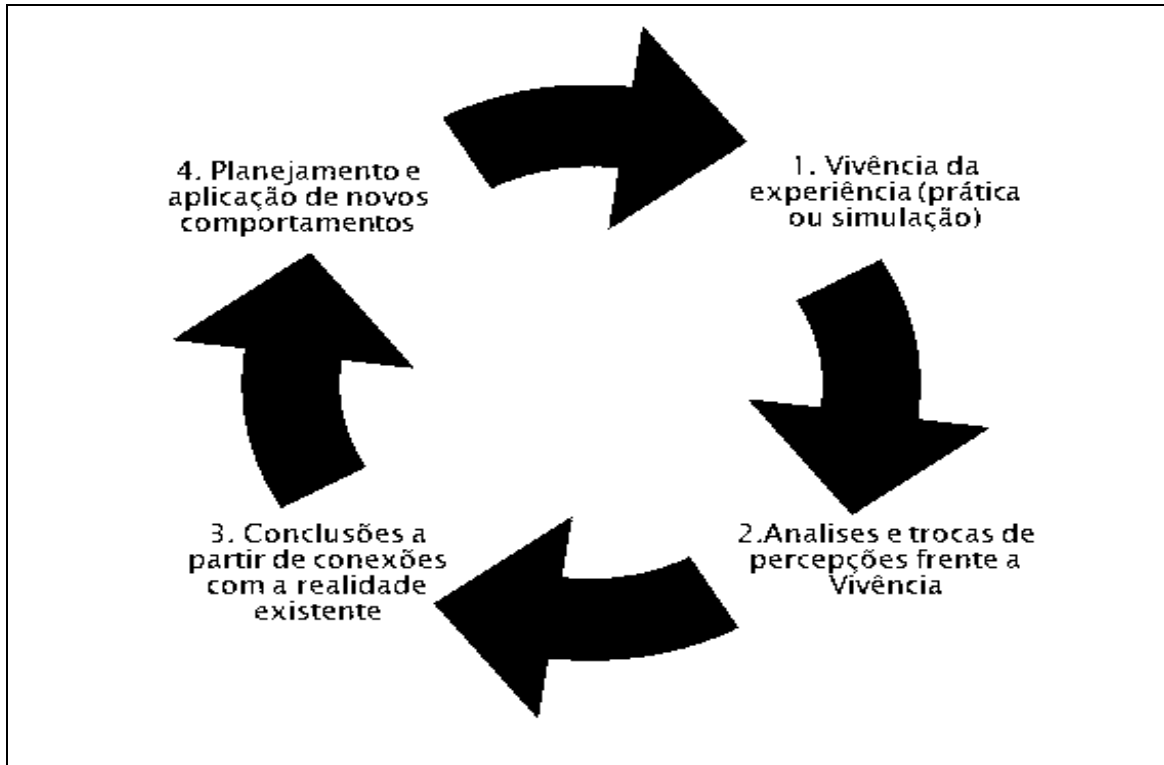 1. Vivência da
experiência (prática
ou simulação)
2.Analises e trocas de
percepções frente a
Vivência
3. Conclusões a
partir de conexões
com a realidade
existente
4. Planejamento e
aplicação de novos
comportamentos